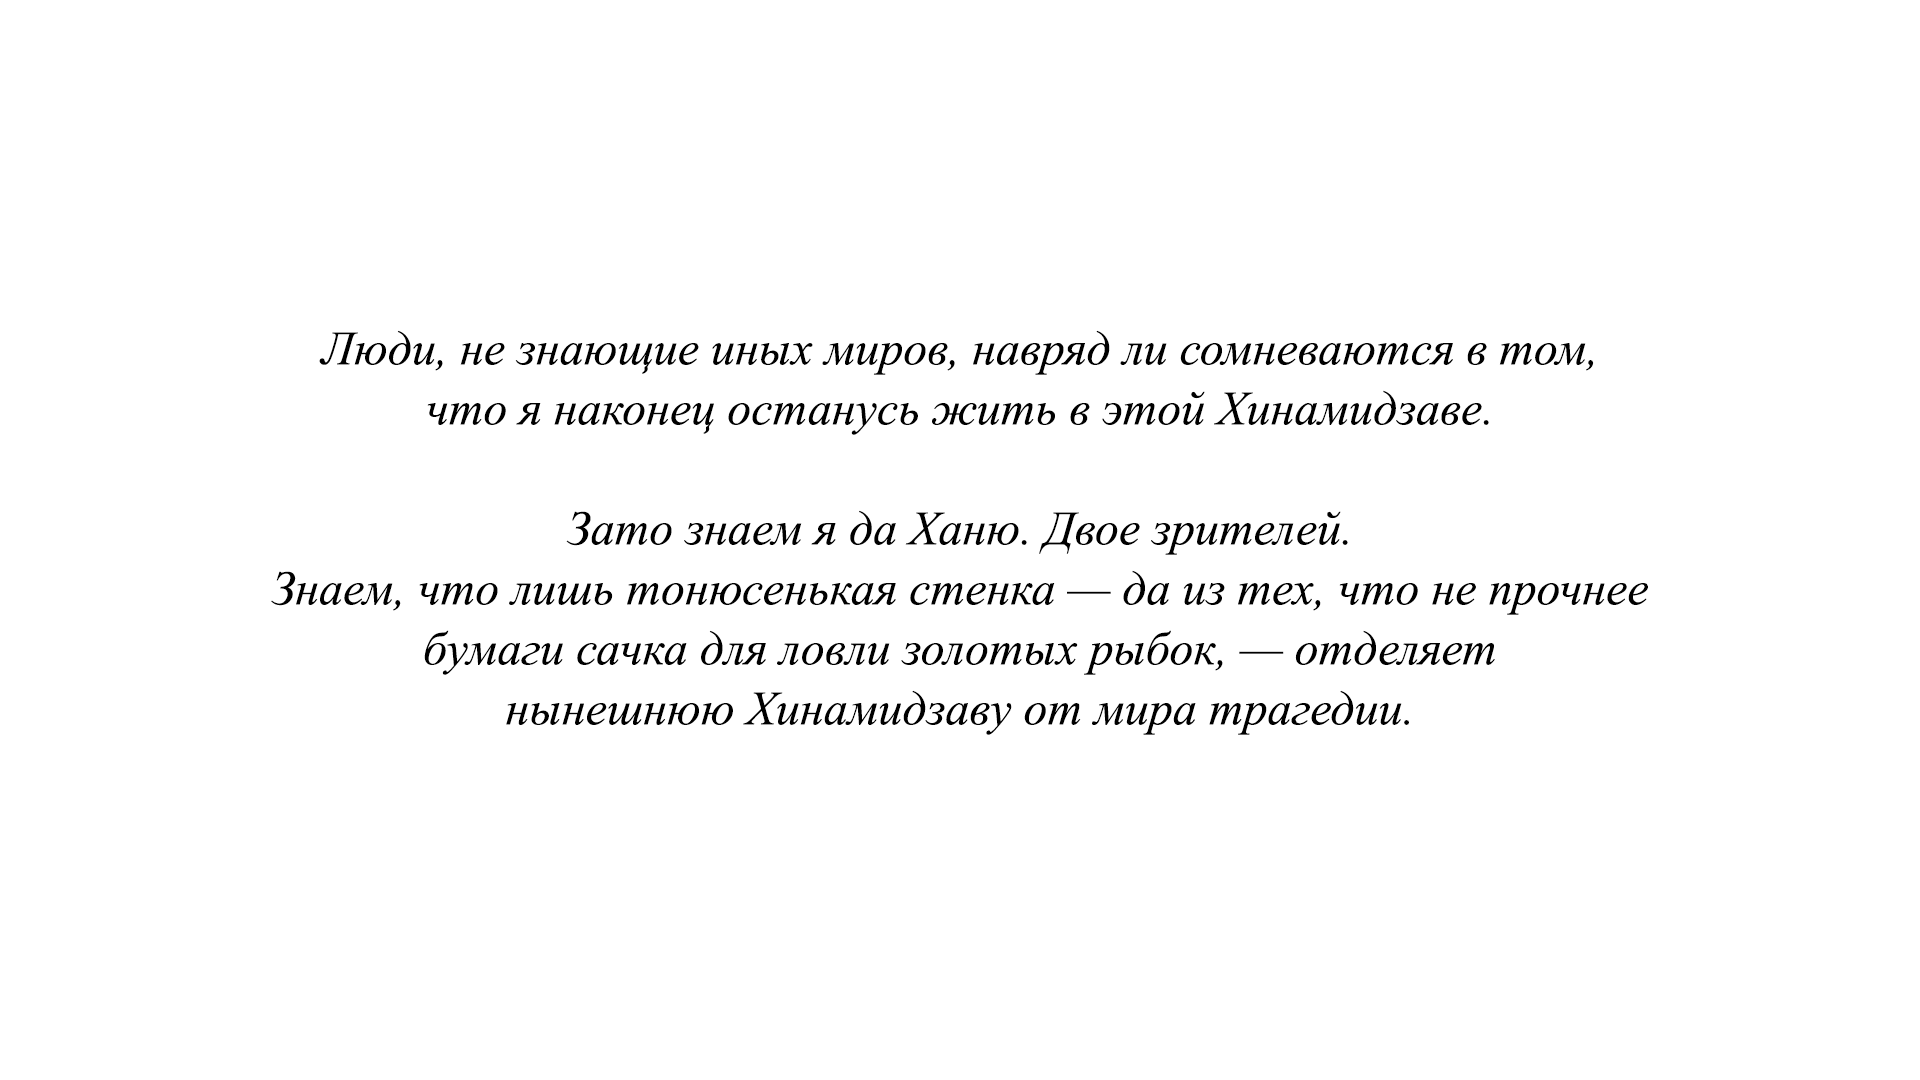 Люди, не знающие иных миров, навряд ли сомневаются в том,
что я наконец останусь жить в этой Хинамидзаве.
Зато знаем я да Ханю. Двое зрителей.
Знаем, что лишь тонюсенькая стенка — да из тех, что не прочнее
бумаги сачка для ловли золотых рыбок, — отделяет
нынешнюю Хинамидзаву от мира трагедии.